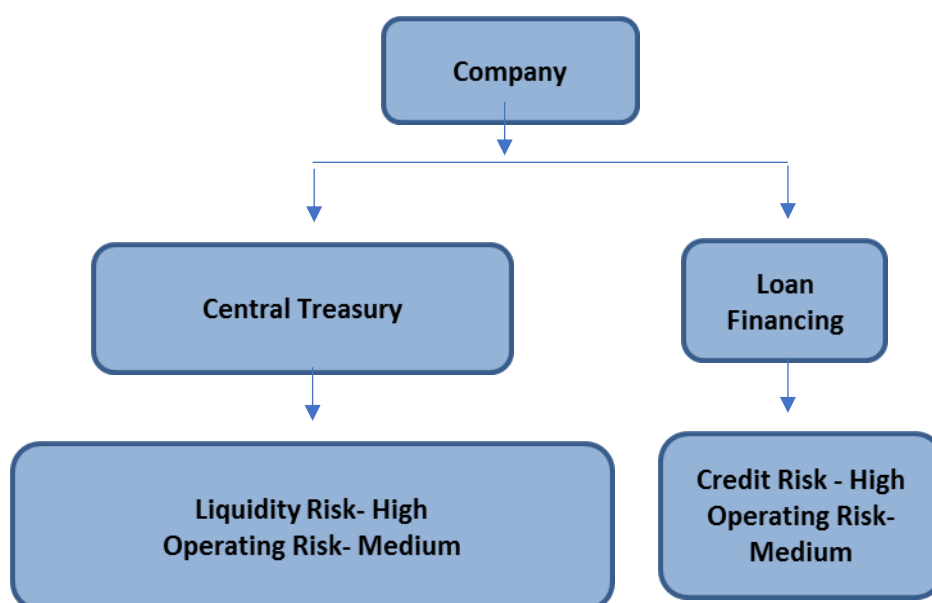 Company
Central Treasury
Loan
Financing
Liquidity Risk- High
Operating Risk- Medium
Credit Risk - High
Operating Risk-
Medium